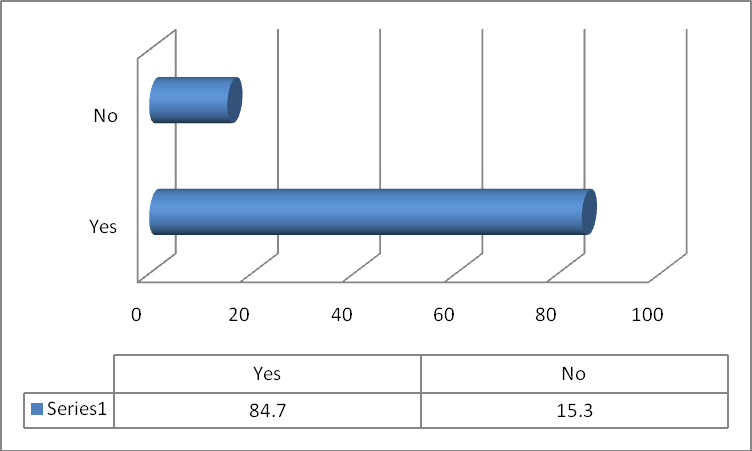 No
Yes
0 20 40 60 80 100
Yes No
Series1 84.7 15.3